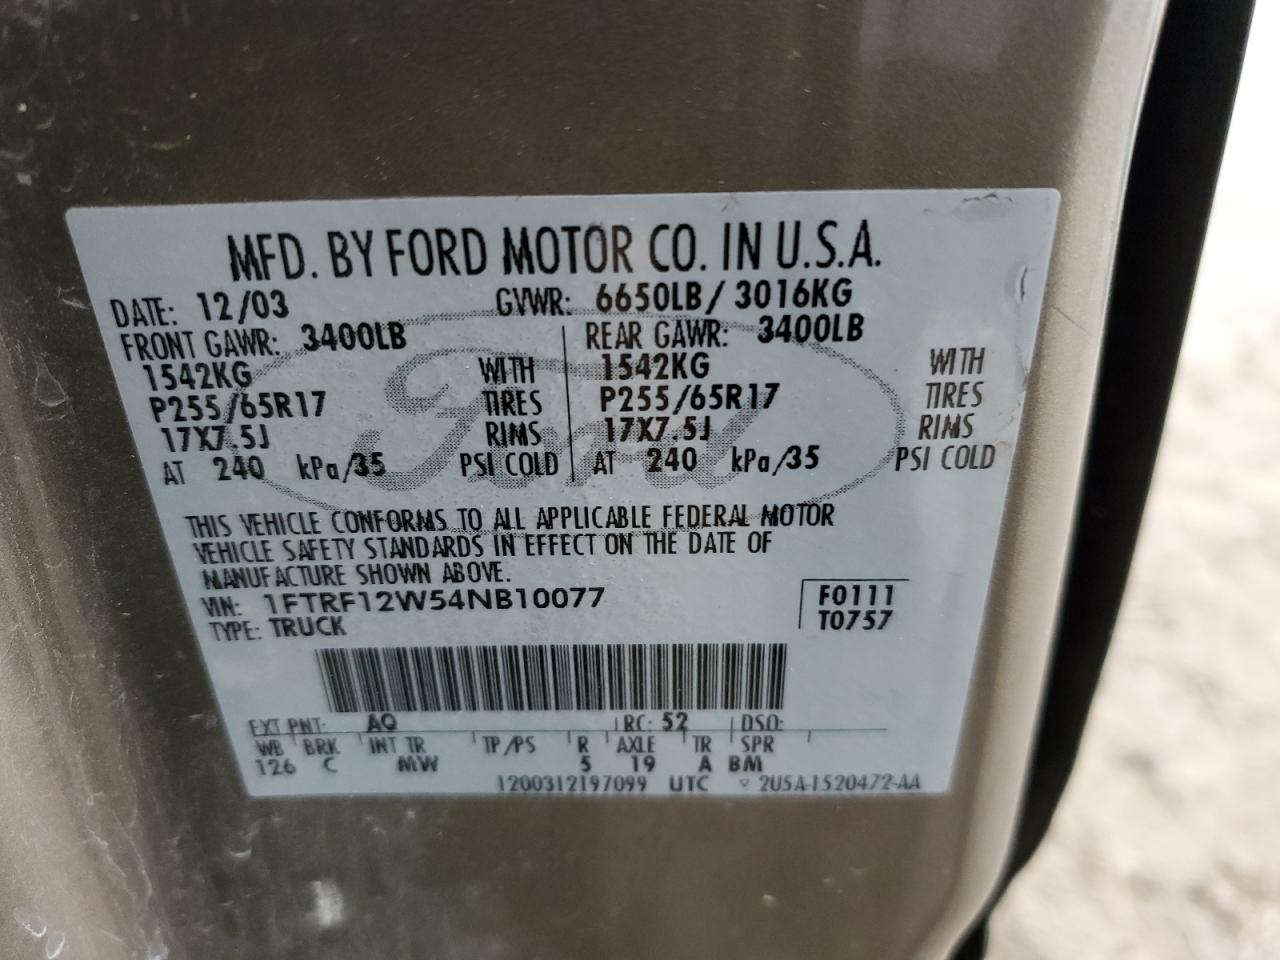 MFD. BY FORD MOTOR CO. IN U.S.A.
DATE: 12/03 GVWR: 6650LB/3016KG
FRONT GAWR: 3400LB REAR GAWR: 3400LB
1542KG WITH 1542KG WITH
P255/65R17 TIRES P255/65R17 TIRES
17X7.5J RIMS 17X7.5J RIMS
AT 240 kPa/35 PSI COLD AT 240 kPa/35 PSI COLD
Ford
THIS VEHICLE CONFORMS TO ALL APPLICABLE FEDERAL MOTOR
VEHICLE SAFETY STANDARDS IN EFFECT ON THE DATE OF
MANUFACTURE SHOWN ABOVE.
VIN: 1FTRF12W54NB10077 F0111
TYPE: TRUCK T0757
EXT PNT: AQ RC: 52 DSO:
WB BRK INT TR TP/PS R AXLE TR SPR
126 C MW 5 19 A BM
1200312197099 UTC 2U5A-1520472-AA